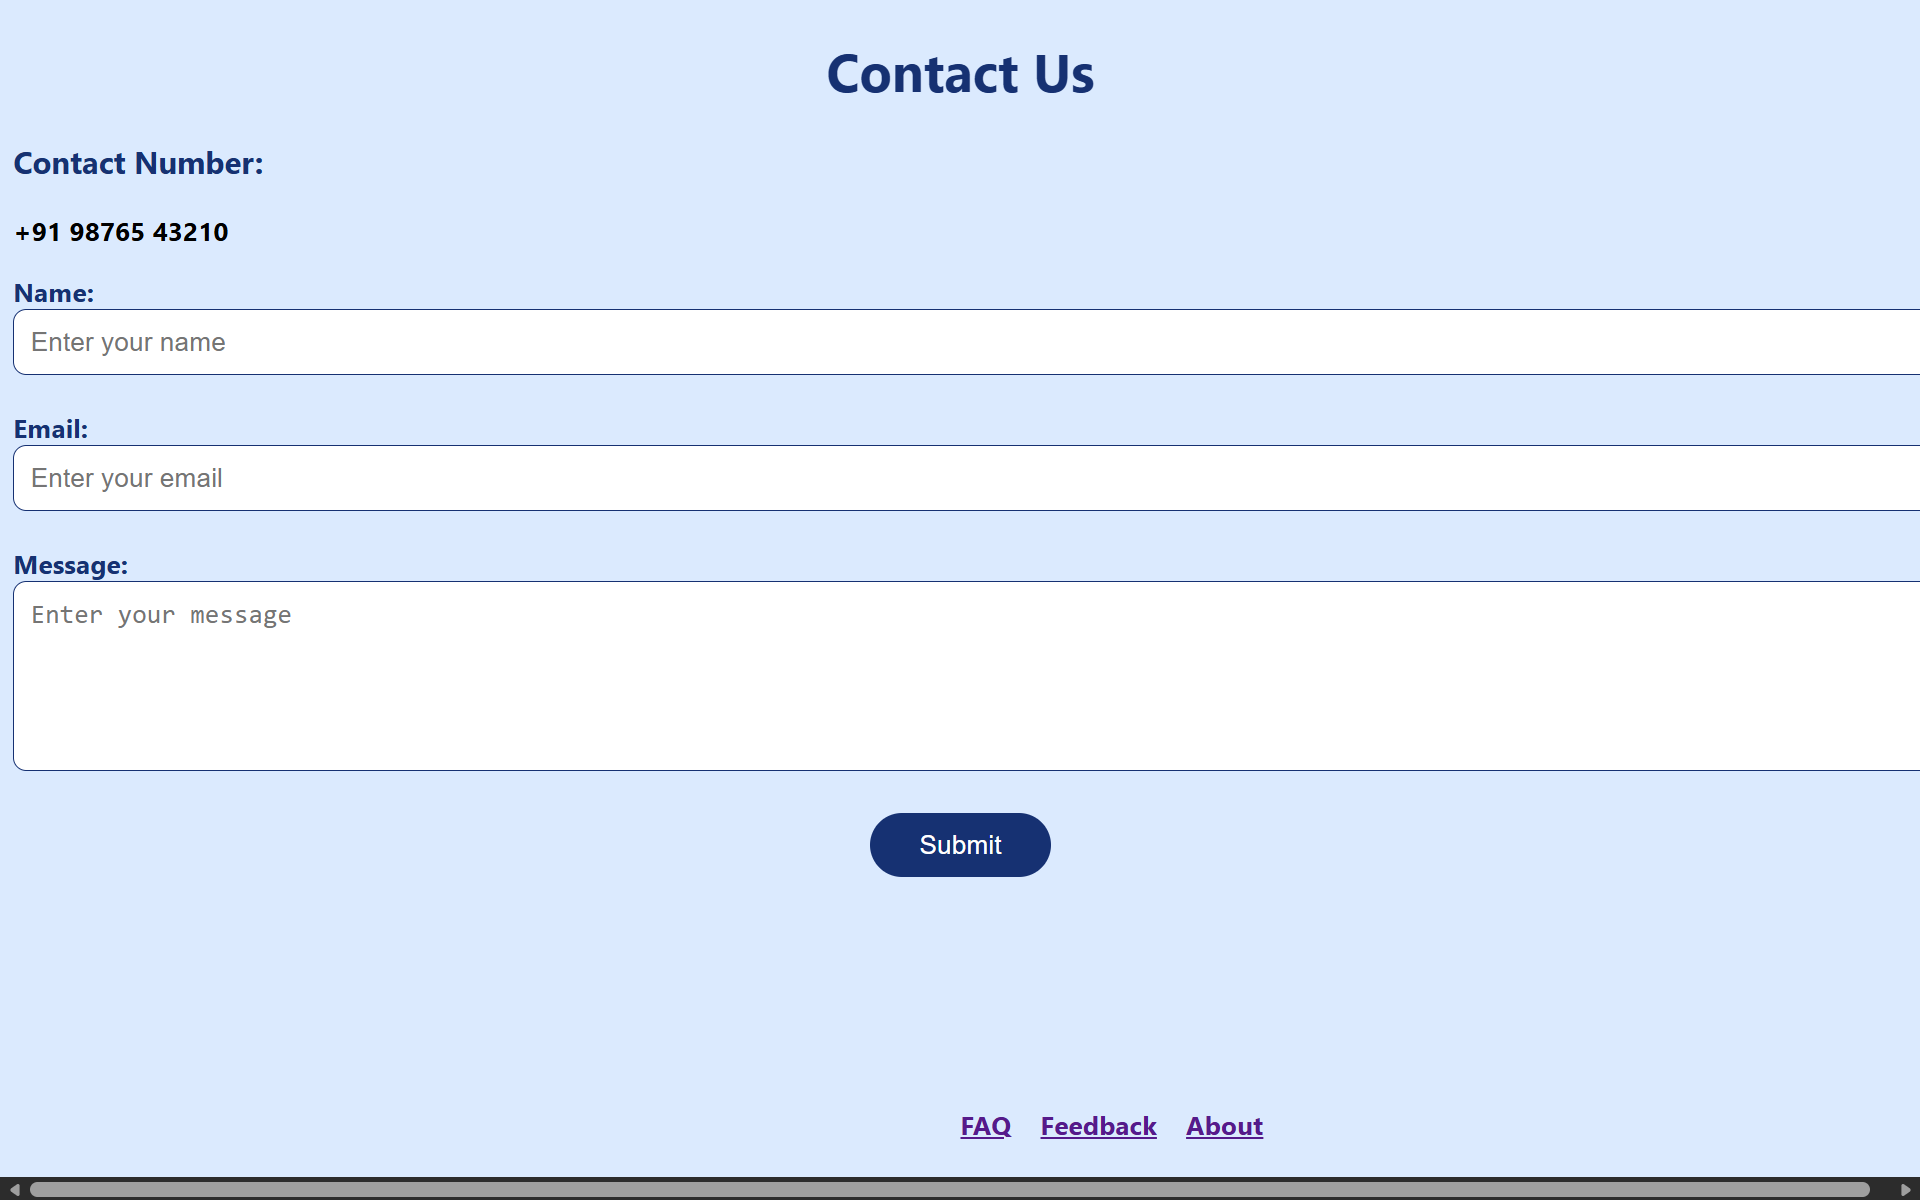 Contact Us
Contact Number:
+91 98765 43210
Name:
Enter your name
Email:
Enter your email
Message:
Enter your message
Submit
FAQ Feedback About